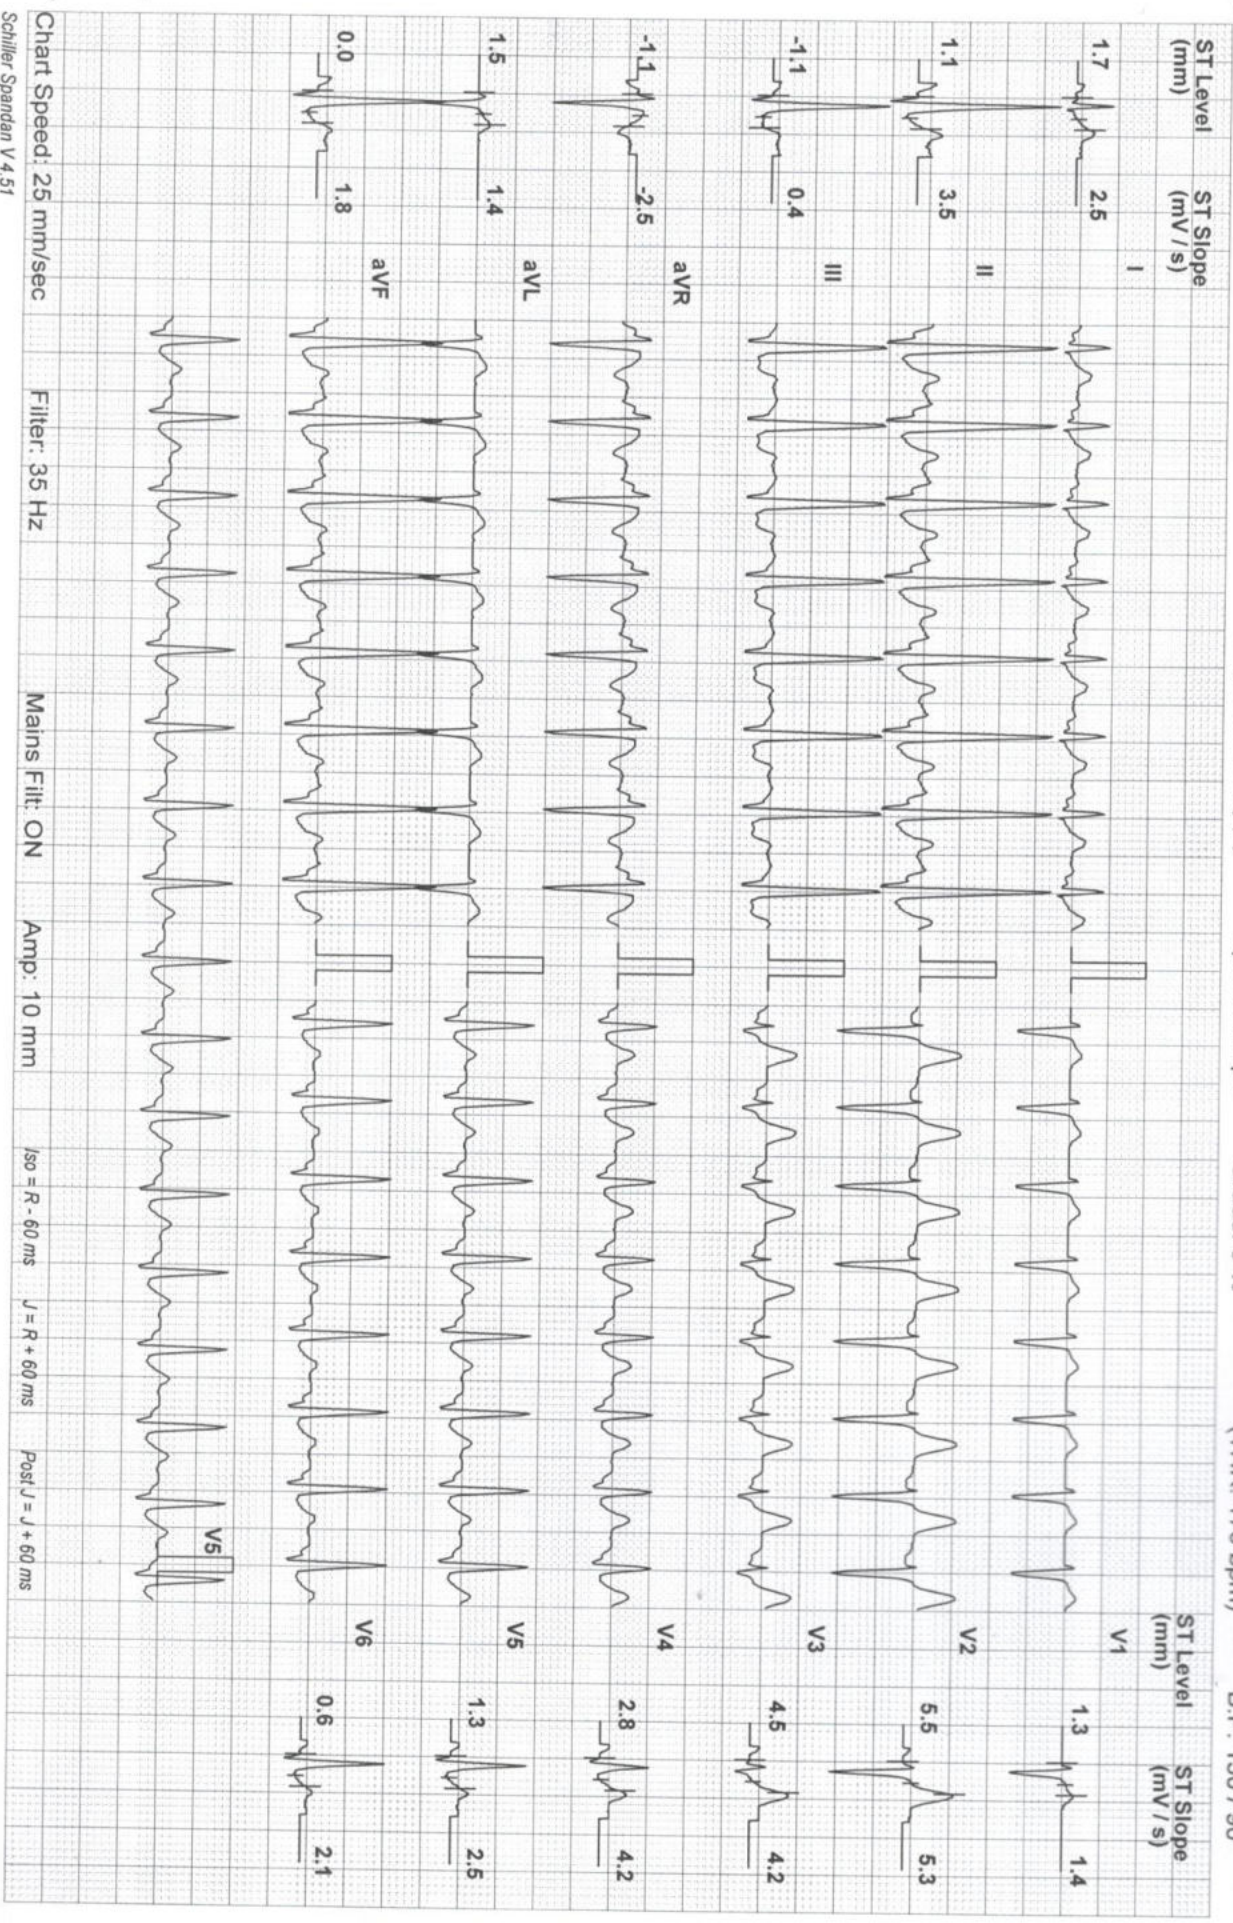 ST Level ST Slope ST Level ST Slope
(mm) (mV / s) (mm) (mV / s)
I V1
1.7 2.5 1.3 1.4
II V2
1.1 3.5 5.5 5.3
III V3
-1.1 0.4 4.5 4.2
aVR V4
-1.1 -2.5 2.8 4.2
aVL V5
1.5 1.4 1.3 2.5
aVF V6
0.0 1.8 0.6 2.1
V5
Chart Speed: 25 mm/sec Filter: 35 Hz Mains Filt: ON Amp: 10 mm Iso = R - 60 ms J = R + 60 ms Post J = J + 60 ms
Schiller Spandan V 4.51